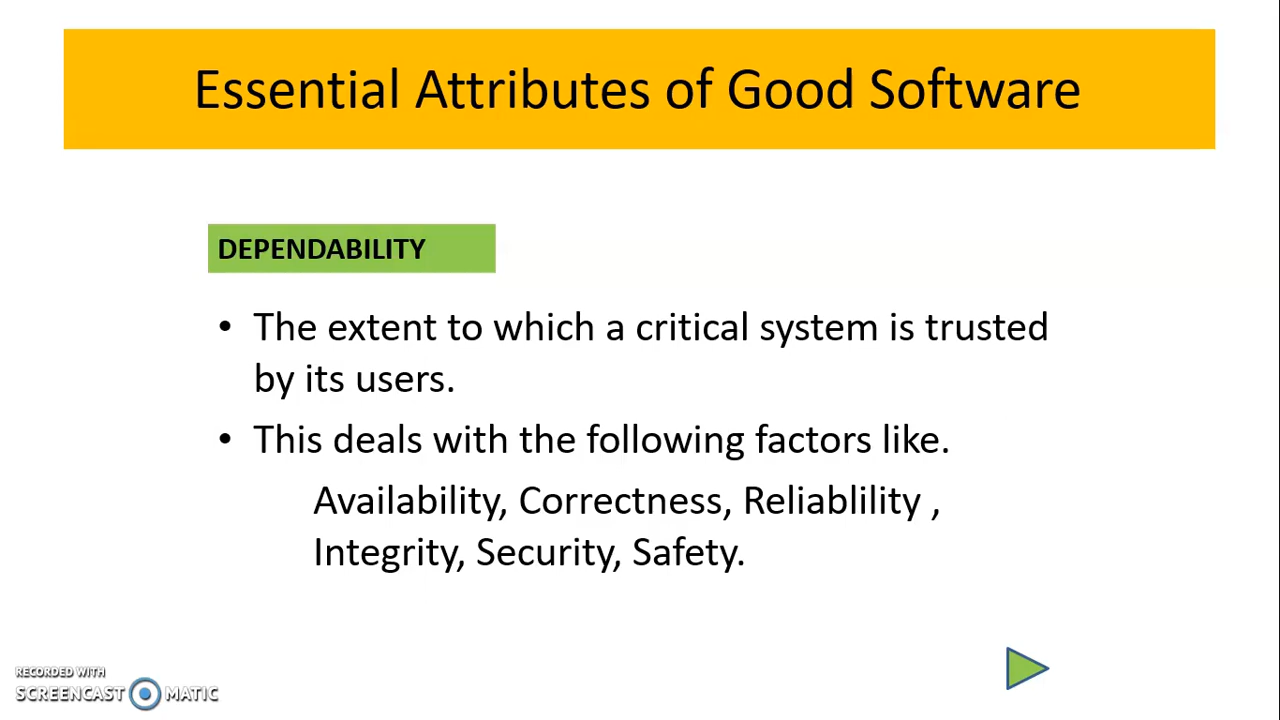 Essential Attributes of Good Software
DEPENDABILITY
• The extent to which a critical system is trusted
by its users.
• This deals with the following factors like.
Availability, Correctness, Reliablility ,
Integrity, Security, Safety.
RECORDED WITH
SCREENCAST MATIC